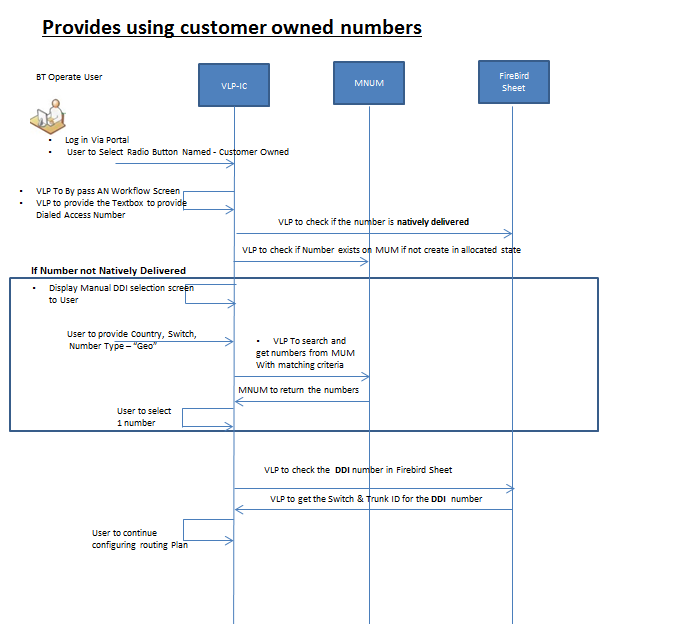 Provides using customer owned numbers
BT Operate User
VLP-IC
MNUM
FireBird
Sheet
• Log in Via Portal
• User to Select Radio Button Named - Customer Owned
• VLP To By pass AN Workflow Screen
• VLP to provide the Textbox to provide
Dialed Access Number
VLP to check if the number is natively delivered
VLP to check if Number exists on MUM if not create in allocated state
If Number not Natively Delivered
• Display Manual DDI selection screen
to User
User to provide Country, Switch,
Number Type – “Geo”
• VLP To search and
get numbers from MUM
With matching criteria
MNUM to return the numbers
User to select
1 number
VLP to check the DDI number in Firebird Sheet
VLP to get the Switch & Trunk ID for the DDI number
User to continue
configuring routing Plan